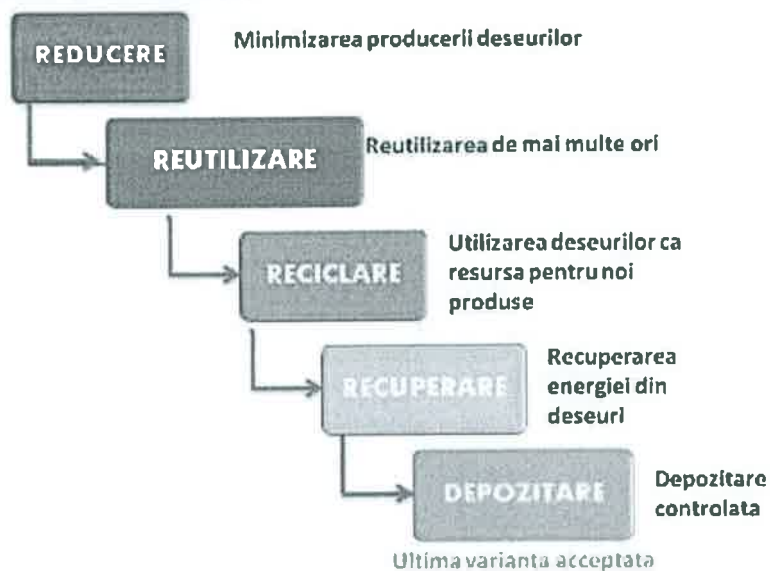 REDUCERE
Minimizarea producerii deseurilor
REUTILIZARE
Reutilizarea de mai multe ori
RECICLARE
Utilizarea deseurilor ca
resursa pentru noi
produse
RECUPERARE
Recuperarea
energiei din
deseuri
DEPOZITARE
Depozitare
controlata
Ultima varianta acceptata